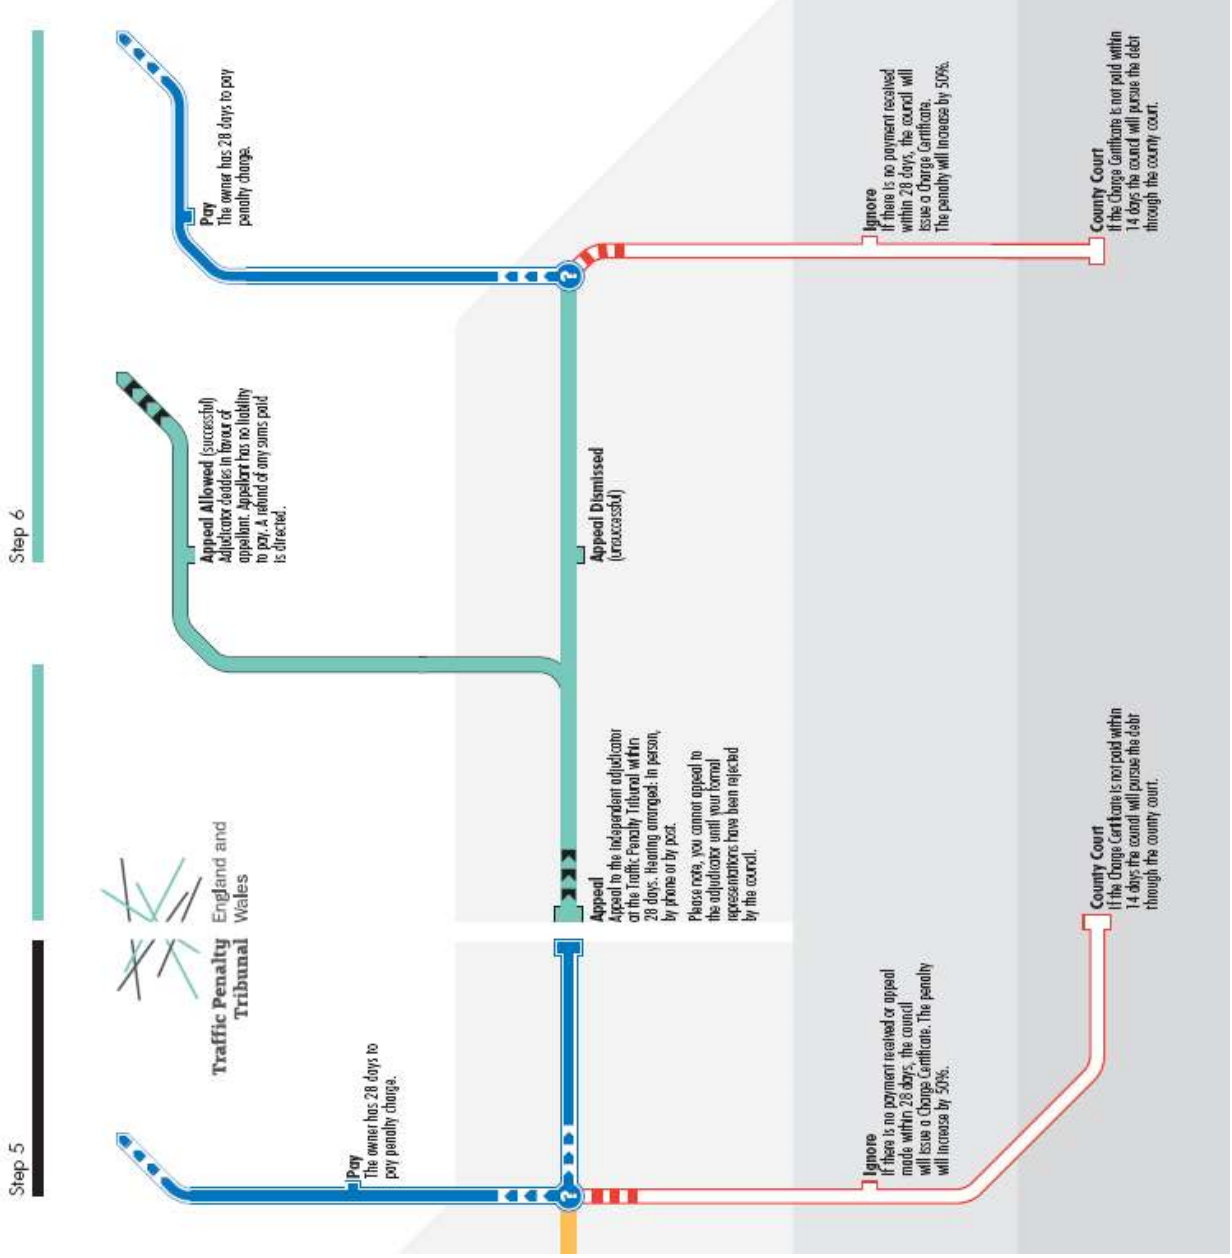 Step 5
Step 6
Pay
The owner has 28 days to
pay penalty charge.
Traffic Penalty
Tribunal
England and
Wales
Ignore
If there is no payment received or appeal
made within 28 days, the council
will issue a Charge Certificate. The penalty
will increase by 50%.
County Court
If the Charge Certificate is not paid within
14 days the council will pursue the debt
through the county court.
Appeal
Appeal to the independent adjudicator
at the Traffic Penalty Tribunal within
28 days. Hearing arranged: In person,
by phone or by post.
Please note, you cannot appeal to
the adjudicator until your formal
representations have been rejected
by the council.
Appeal Allowed (successful)
Adjudicator decides in favour of
appellant. Appellant has no liability
to pay. A refund of any sums paid
is directed.
Appeal Dismissed
(unsuccessful)
Pay
The owner has 28 days to pay
penalty charge.
?
?
Ignore
If there is no payment received
within 28 days, the council will
issue a Charge Certificate.
The penalty will increase by 50%.
County Court
If the Charge Certificate is not paid within
14 days the council will pursue the debt
through the county court.